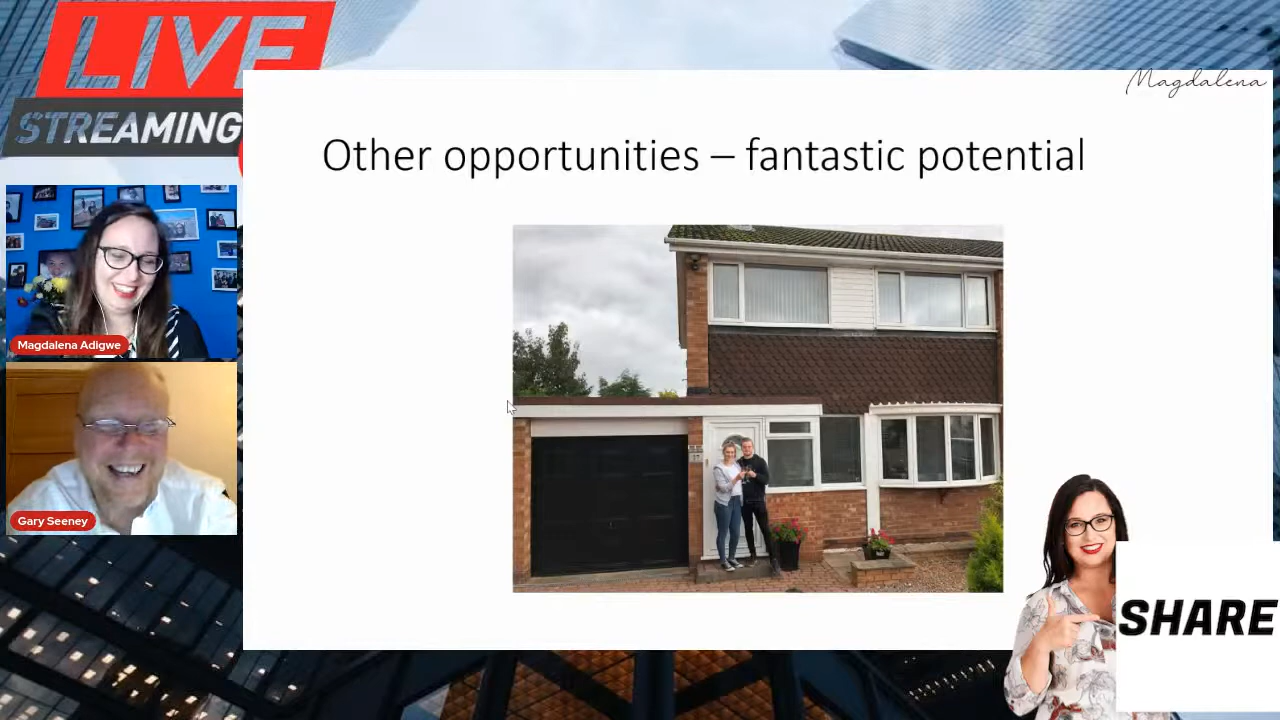 LIVE
STREAMING
Magdalena
Other opportunities – fantastic potential
Magdalena Adigwe
Gary Seeney
SHARE